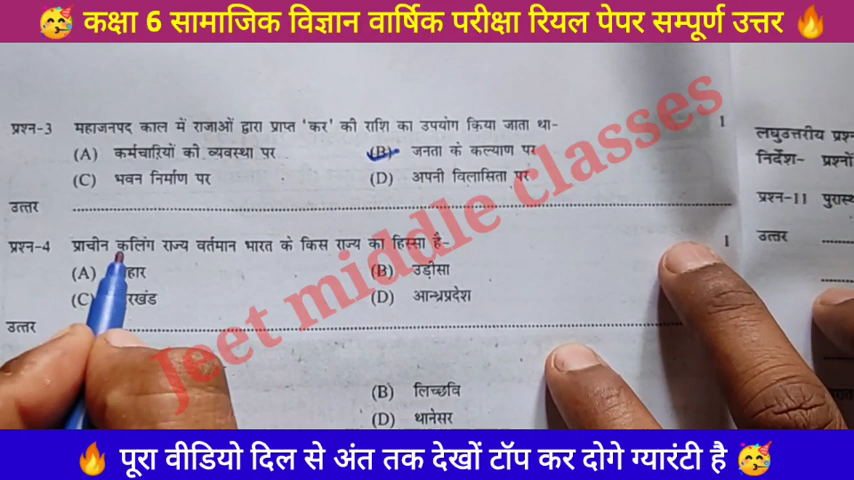 🥳 कक्षा 6 सामाजिक विज्ञान वार्षिक परीक्षा रियल पेपर सम्पूर्ण उत्तर 🔥
प्रश्न-3 महाजनपद काल में राजाओं द्वारा प्राप्त 'कर' की राशि का उपयोग किया जाता था- 1
(A) कर्मचारियों की व्यवस्था पर (B) जनता के कल्याण पर
(C) भवन निर्माण पर (D) अपनी विलासिता पर
उत्तर
प्रश्न-4 प्राचीन कलिंग राज्य वर्तमान भारत के किस राज्य का हिस्सा है- 1
(A) (B) उड़ीसा
(C) (D) आन्ध्रप्रदेश
उत्तर
(B) लिच्छवि
(D) थानेसर
लघुउत्तरीय
निर्देश- प्रश्नों
प्रश्न-11
उत्तर
Jeet middle classes
🔥 पूरा वीडियो दिल से अंत तक देखों टॉप कर दोगे ग्यारंटी है 🥳